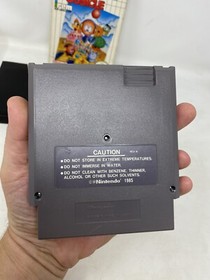 CAUTION
• DO NOT STORE IN EXTREME TEMPERATURES.
• DO NOT IMMERSE IN WATER.
• DO NOT CLEAN WITH BENZENE, THINNER,
ALCOHOL OR OTHER SUCH SOLVENTS.
©Nintendo 1985